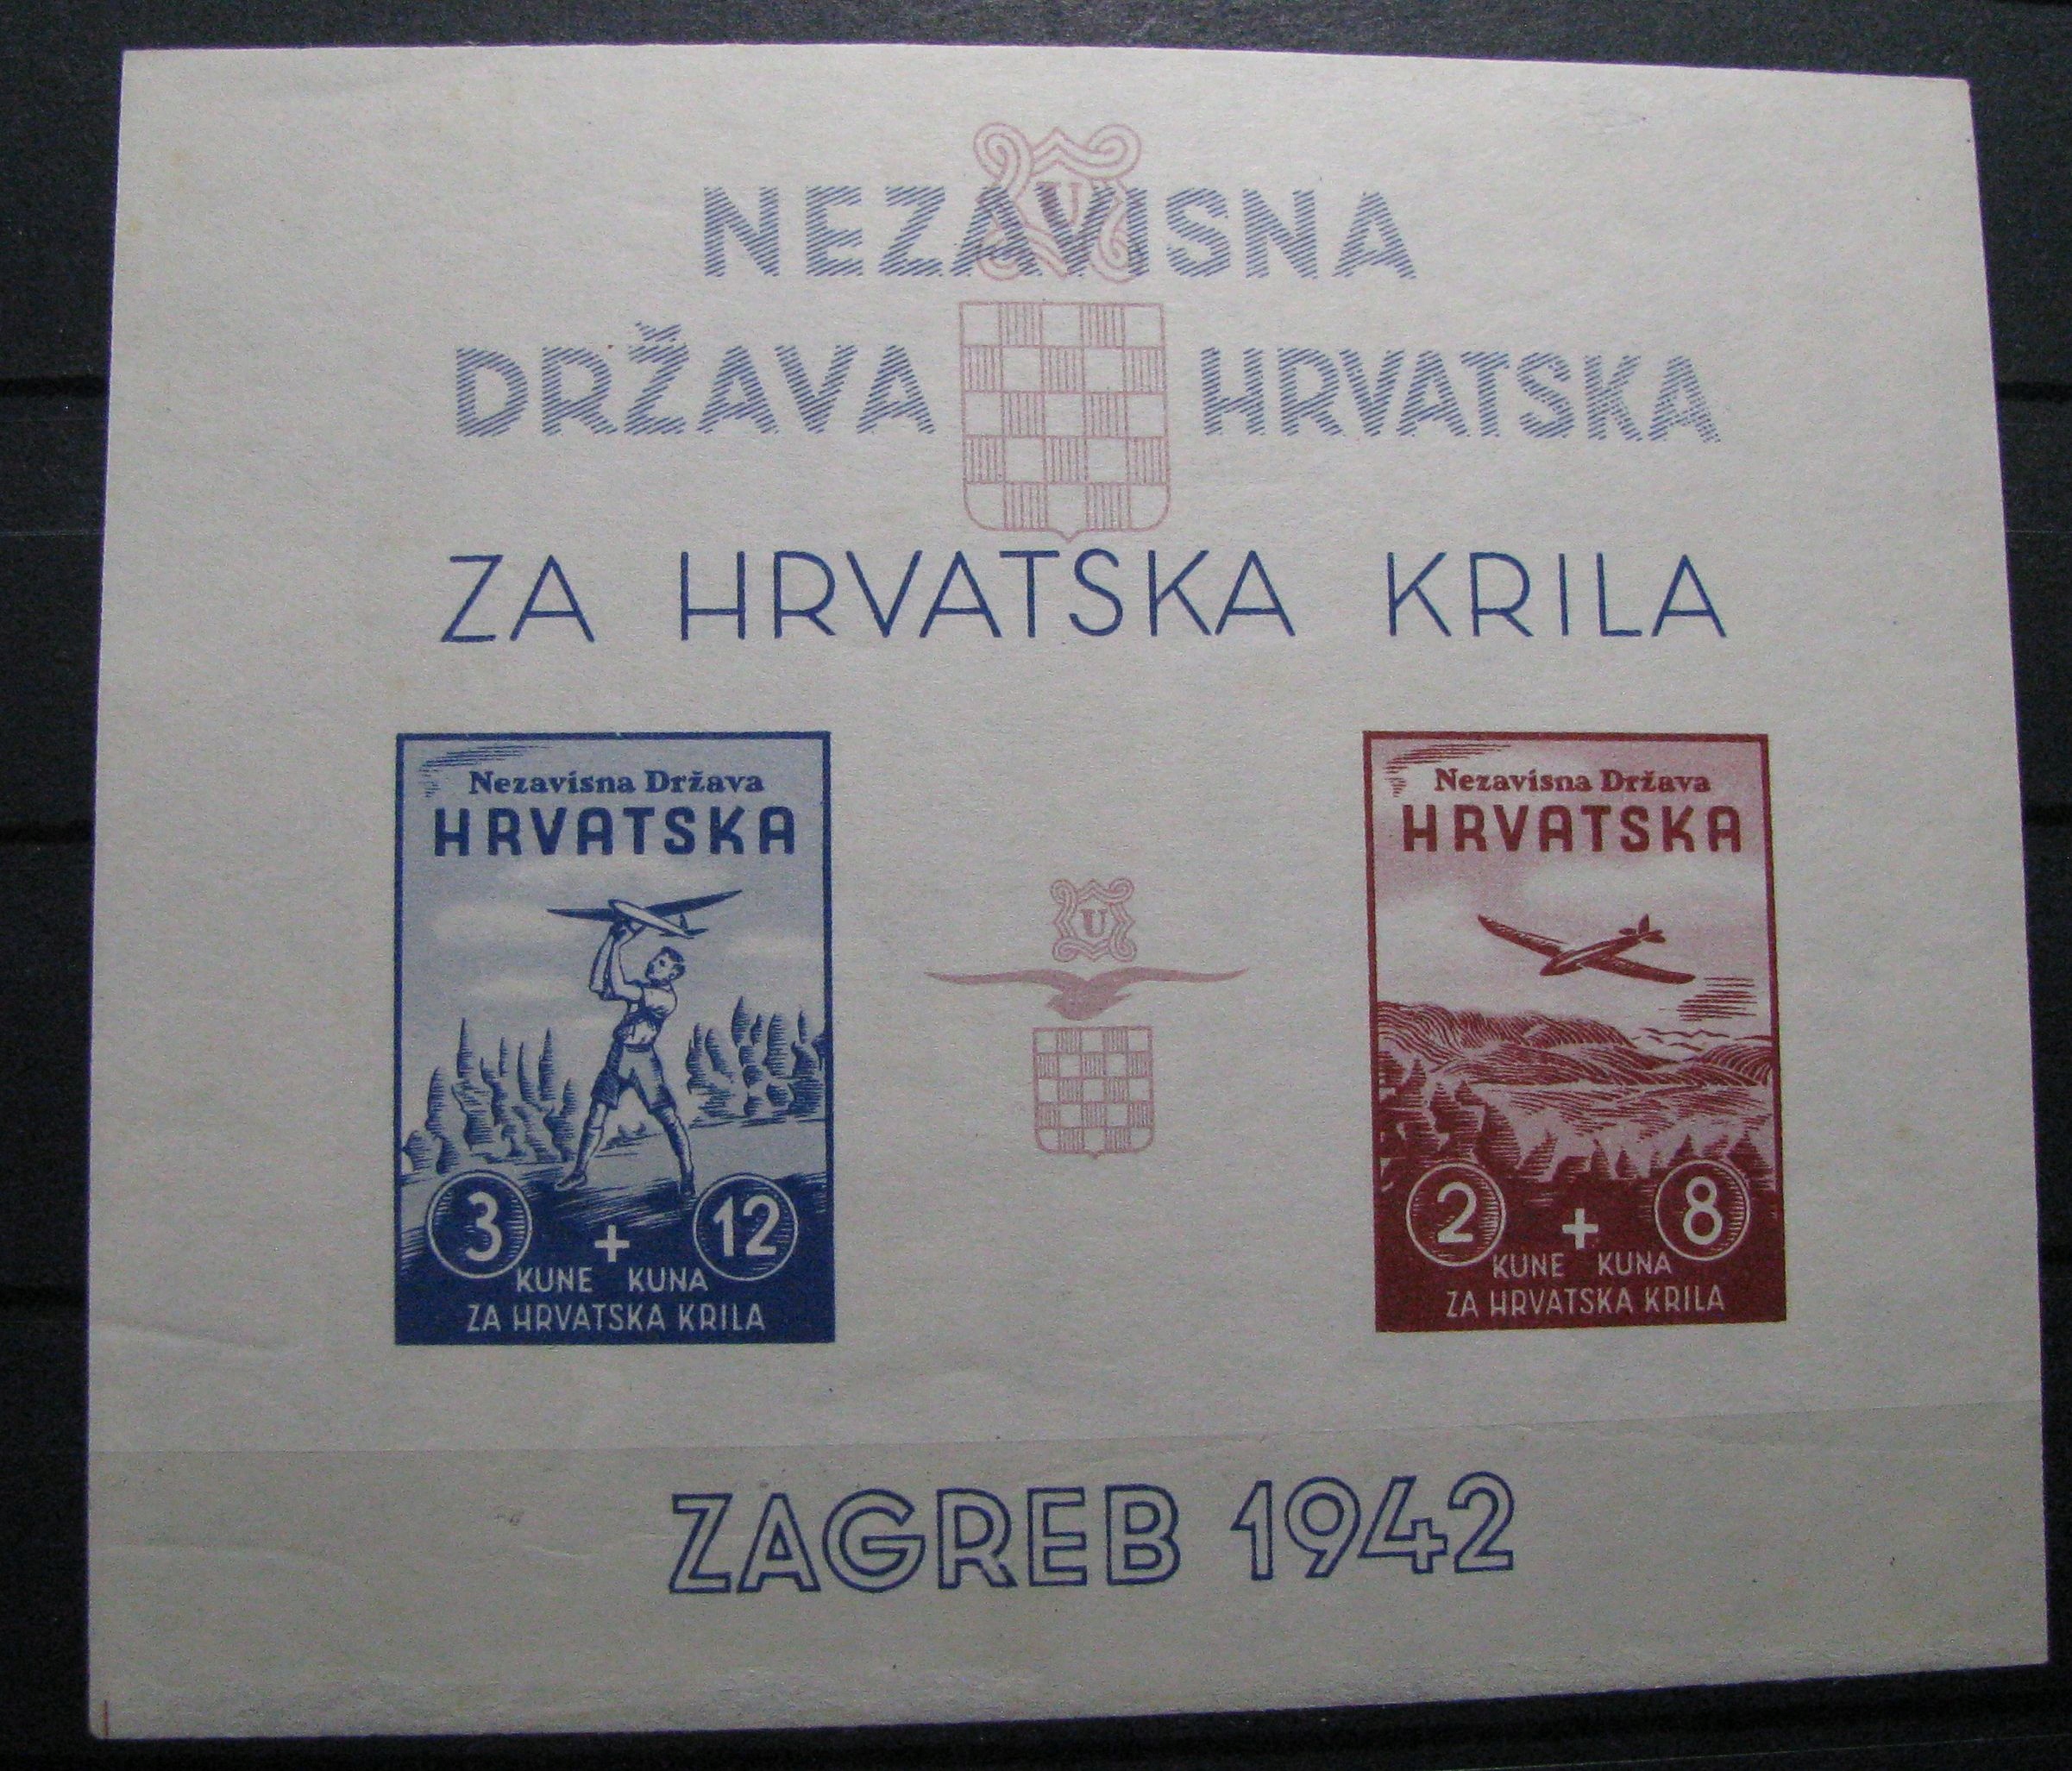 U
NEZAVISNA
DRŽAVA HRVATSKA
ZA HRVATSKA KRILA
Nezavisna Država
HRVATSKA
3 + 12
KUNE KUNA
ZA HRVATSKA KRILA
U
Nezavisna Država
HRVATSKA
2 + 8
KUNE KUNA
ZA HRVATSKA KRILA
ZAGREB 1942